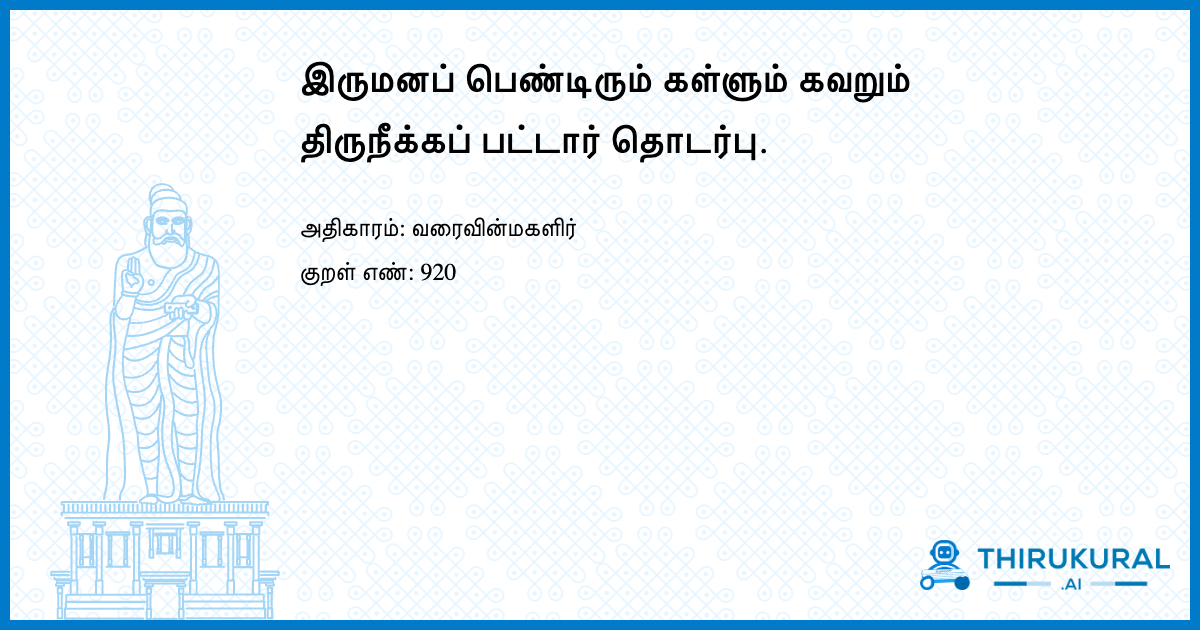 இருமனப் பெண்டிரும் கள்ளும் கவறும்
திருநீக்கப் பட்டார் தொடர்பு.
அதிகாரம்: வரைவின்மகளிர்
குறள் எண்: 920
THIRUKURAL
.AI